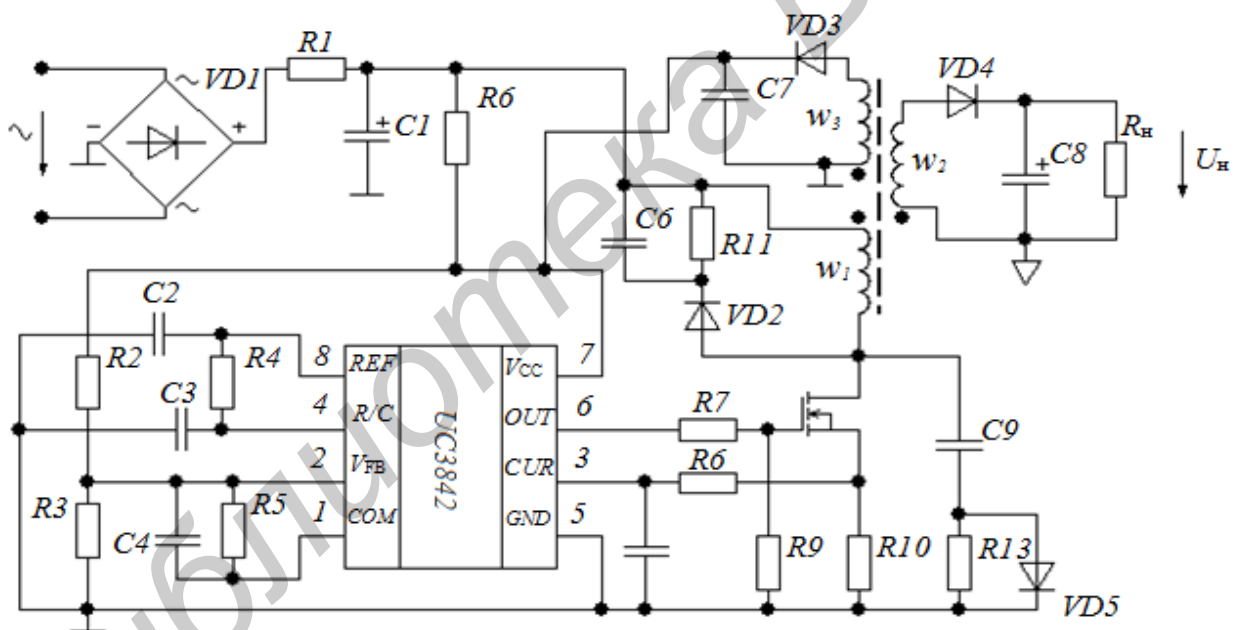 VD3
R1
VD1
C7
VD4
~
R6
w3
Rн
~
−
+
+
C1
w2
+
C8
Uн
~
C6
R11
w1
C2
VD2
R2
R4
8
REF
VCC
7
C3
4
R/C
OUT
6
R7
UC3842
C9
2
VFB
CUR
3
R6
R3
R5
1
COM
GND
5
C4
R9
R10
R13
VD5
Библиотека